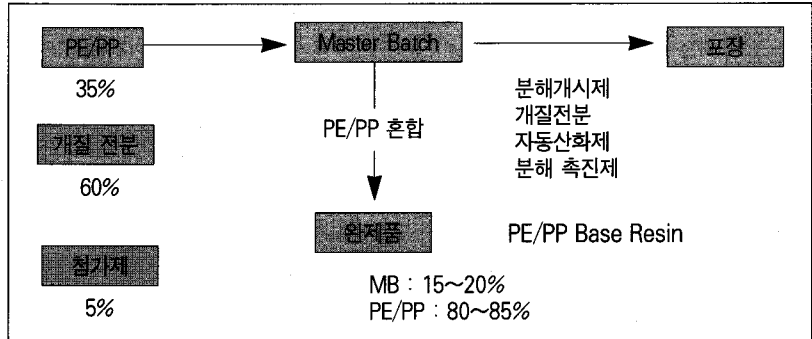 PE/PP
35%
개질 전분
60%
첨가제
5%
Master Batch
PE/PP 혼합
완제품
MB : 15~20%
PE/PP : 80~85%
포장
분해개시제
개질전분
자동산화제
분해 촉진제
PE/PP Base Resin